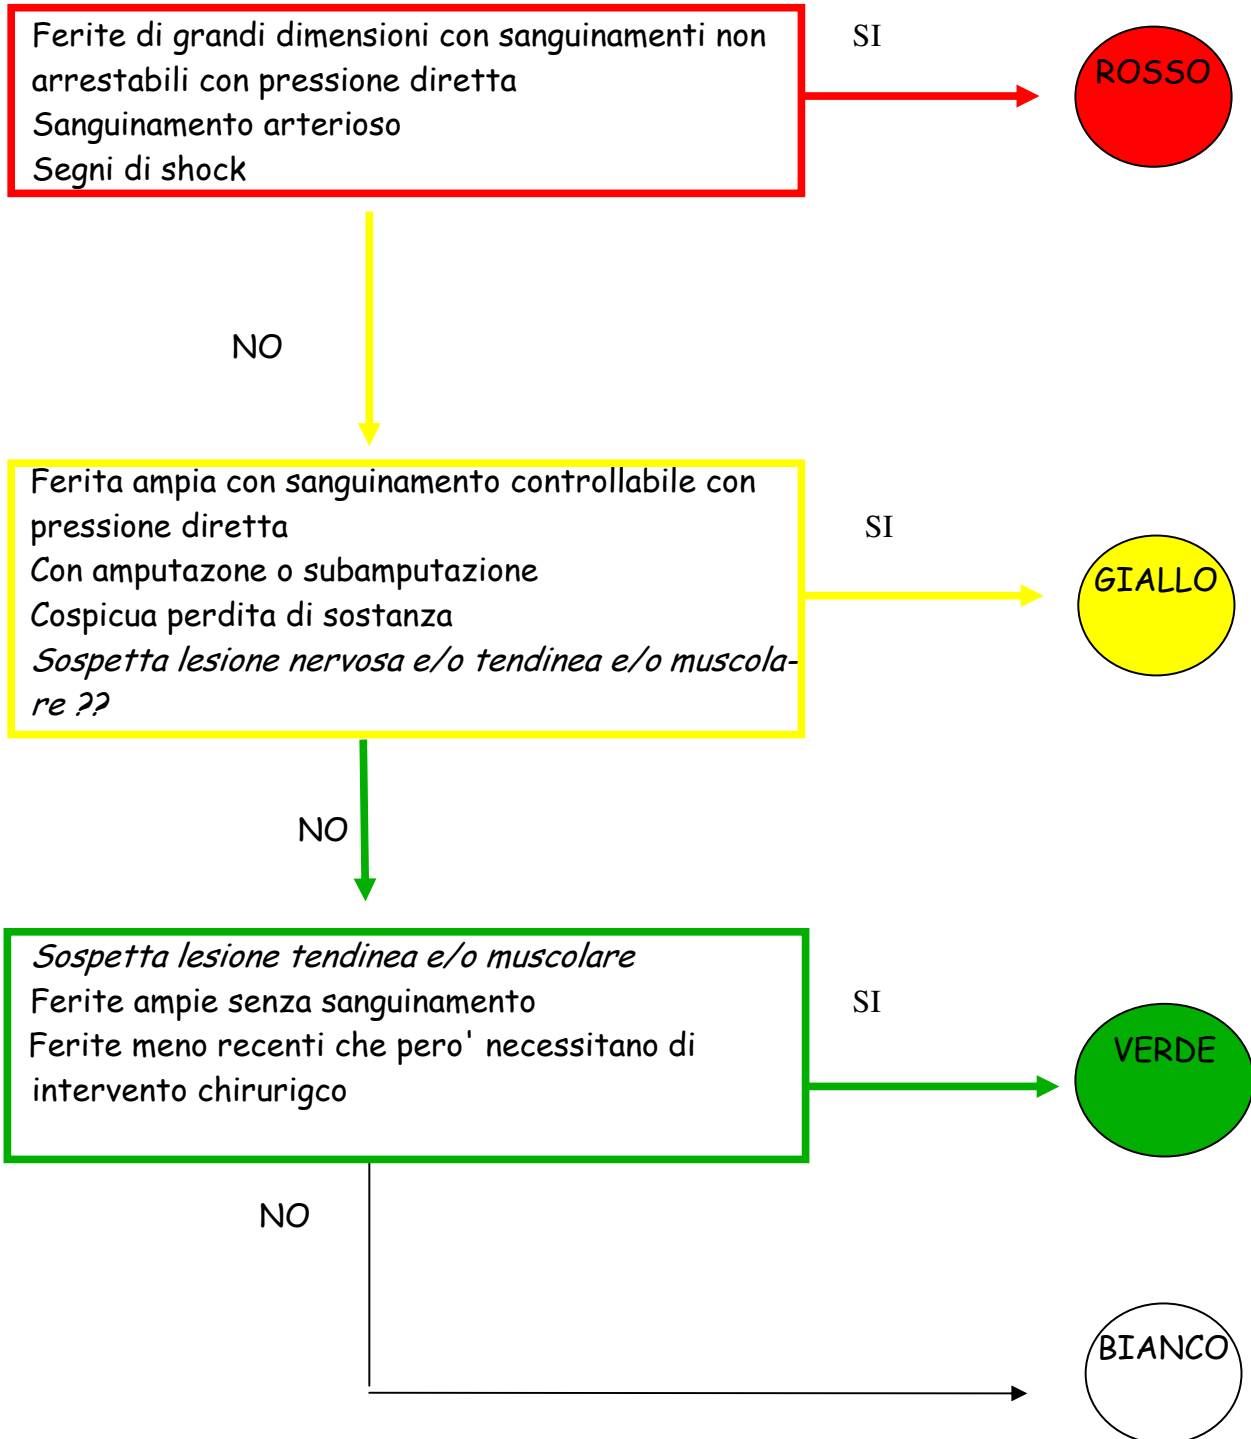 Ferite di grandi dimensioni con sanguinamenti non
arrestabili con pressione diretta
Sanguinamento arterioso
Segni di shock
SI
ROSSO
NO
Ferita ampia con sanguinamento controllabile con
pressione diretta
Con amputazone o subamputazione
Cospicua perdita di sostanza
Sospetta lesione nervosa e/o tendinea e/o muscola-
re ??
SI
GIALLO
NO
Sospetta lesione tendinea e/o muscolare
Ferite ampie senza sanguinamento
Ferite meno recenti che pero' necessitano di
intervento chirurigco
SI
VERDE
NO
BIANCO